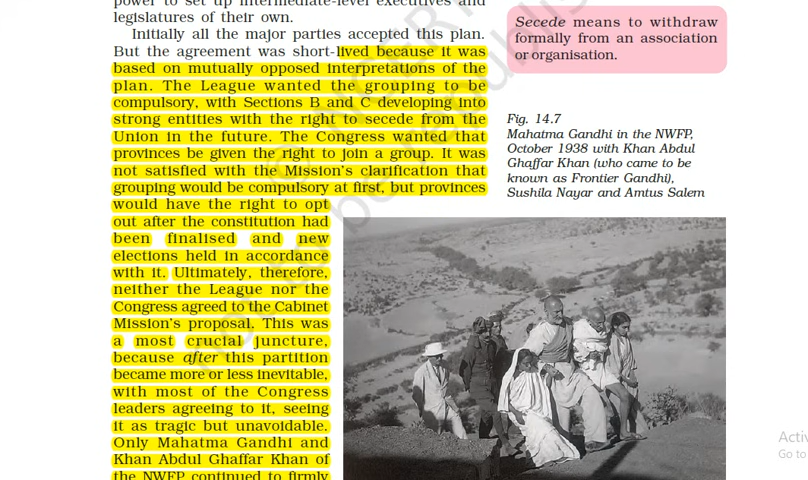 power to set up intermediate-level executives and
legislatures of their own.
Initially all the major parties accepted this plan.
But the agreement was short-lived because it was
based on mutually opposed interpretations of the
plan. The League wanted the grouping to be
compulsory, with Sections B and C developing into
strong entities with the right to secede from the
Union in the future. The Congress wanted that
provinces be given the right to join a group. It was
not satisfied with the Mission's clarification that
grouping would be compulsory at first, but provinces
would have the right to opt
out after the constitution had
been finalised and new
elections held in accordance
with it. Ultimately, therefore,
neither the League nor the
Congress agreed to the Cabinet
Mission's proposal. This was
a most crucial juncture,
because after this partition
became more or less inevitable,
with most of the Congress
leaders agreeing to it, seeing
it as tragic but unavoidable.
Only Mahatma Gandhi and
Khan Abdul Ghaffar Khan of
the NWFP continued to firmly
Secede means to withdraw
formally from an association
or organisation.
Fig. 14.7
Mahatma Gandhi in the NWFP,
October 1938 with Khan Abdul
Ghaffar Khan (who came to be
known as Frontier Gandhi),
Sushila Nayar and Amtus Salem
Activ
Go to